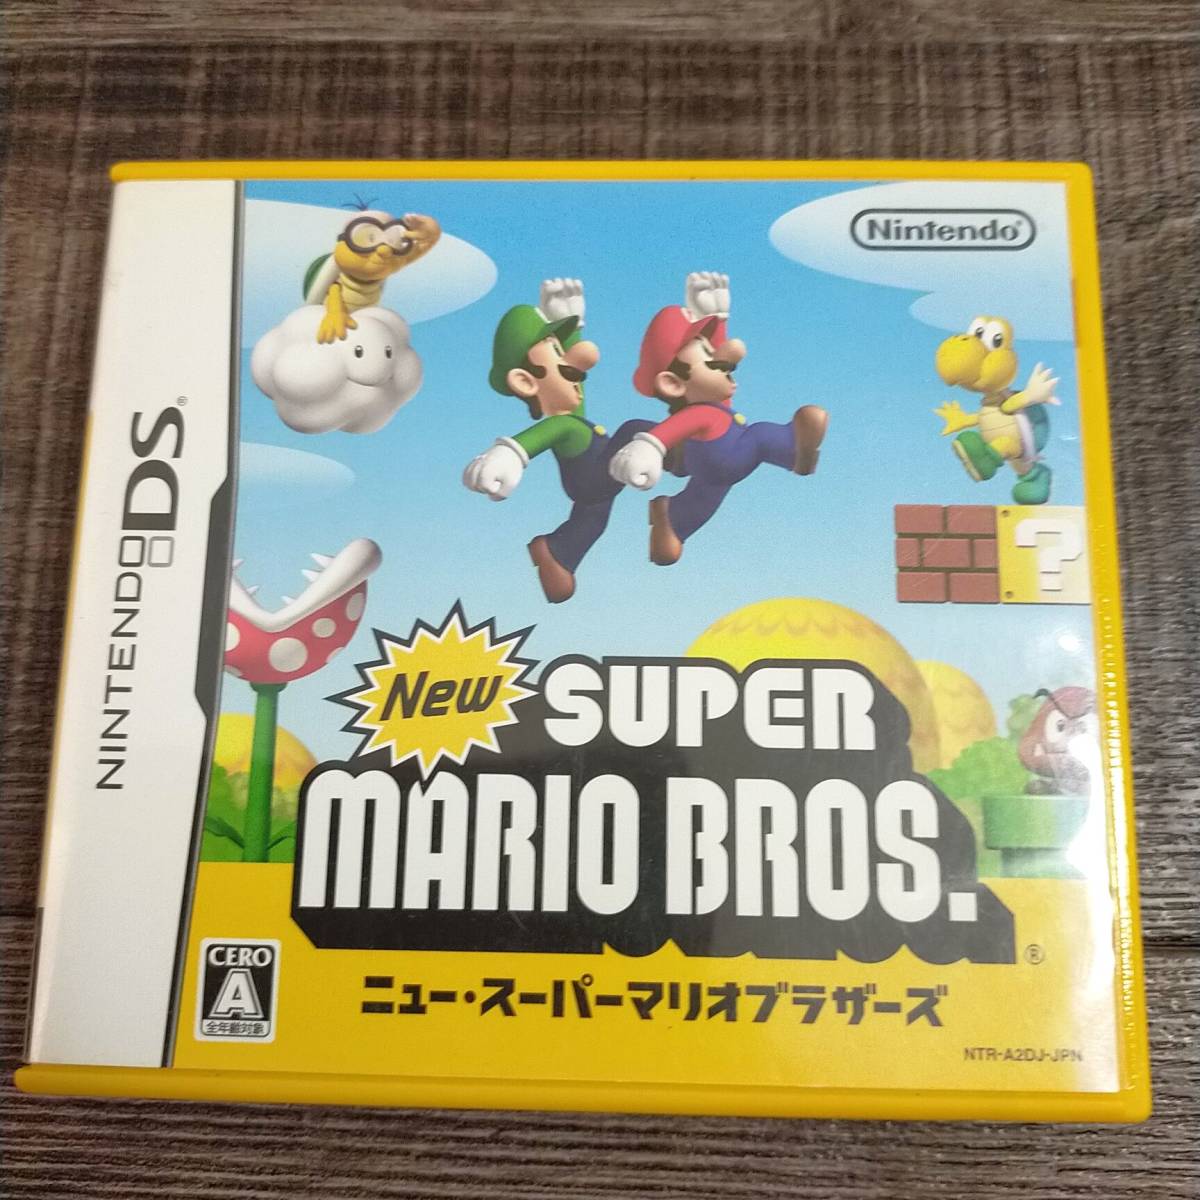 Nintendo
NINTENDO DS®
?
New SUPER
MARIO BROS.®
ニュー・スーパーマリオブラザーズ
CERO
A
全年齢対象
NTR-A2DJ-JPN